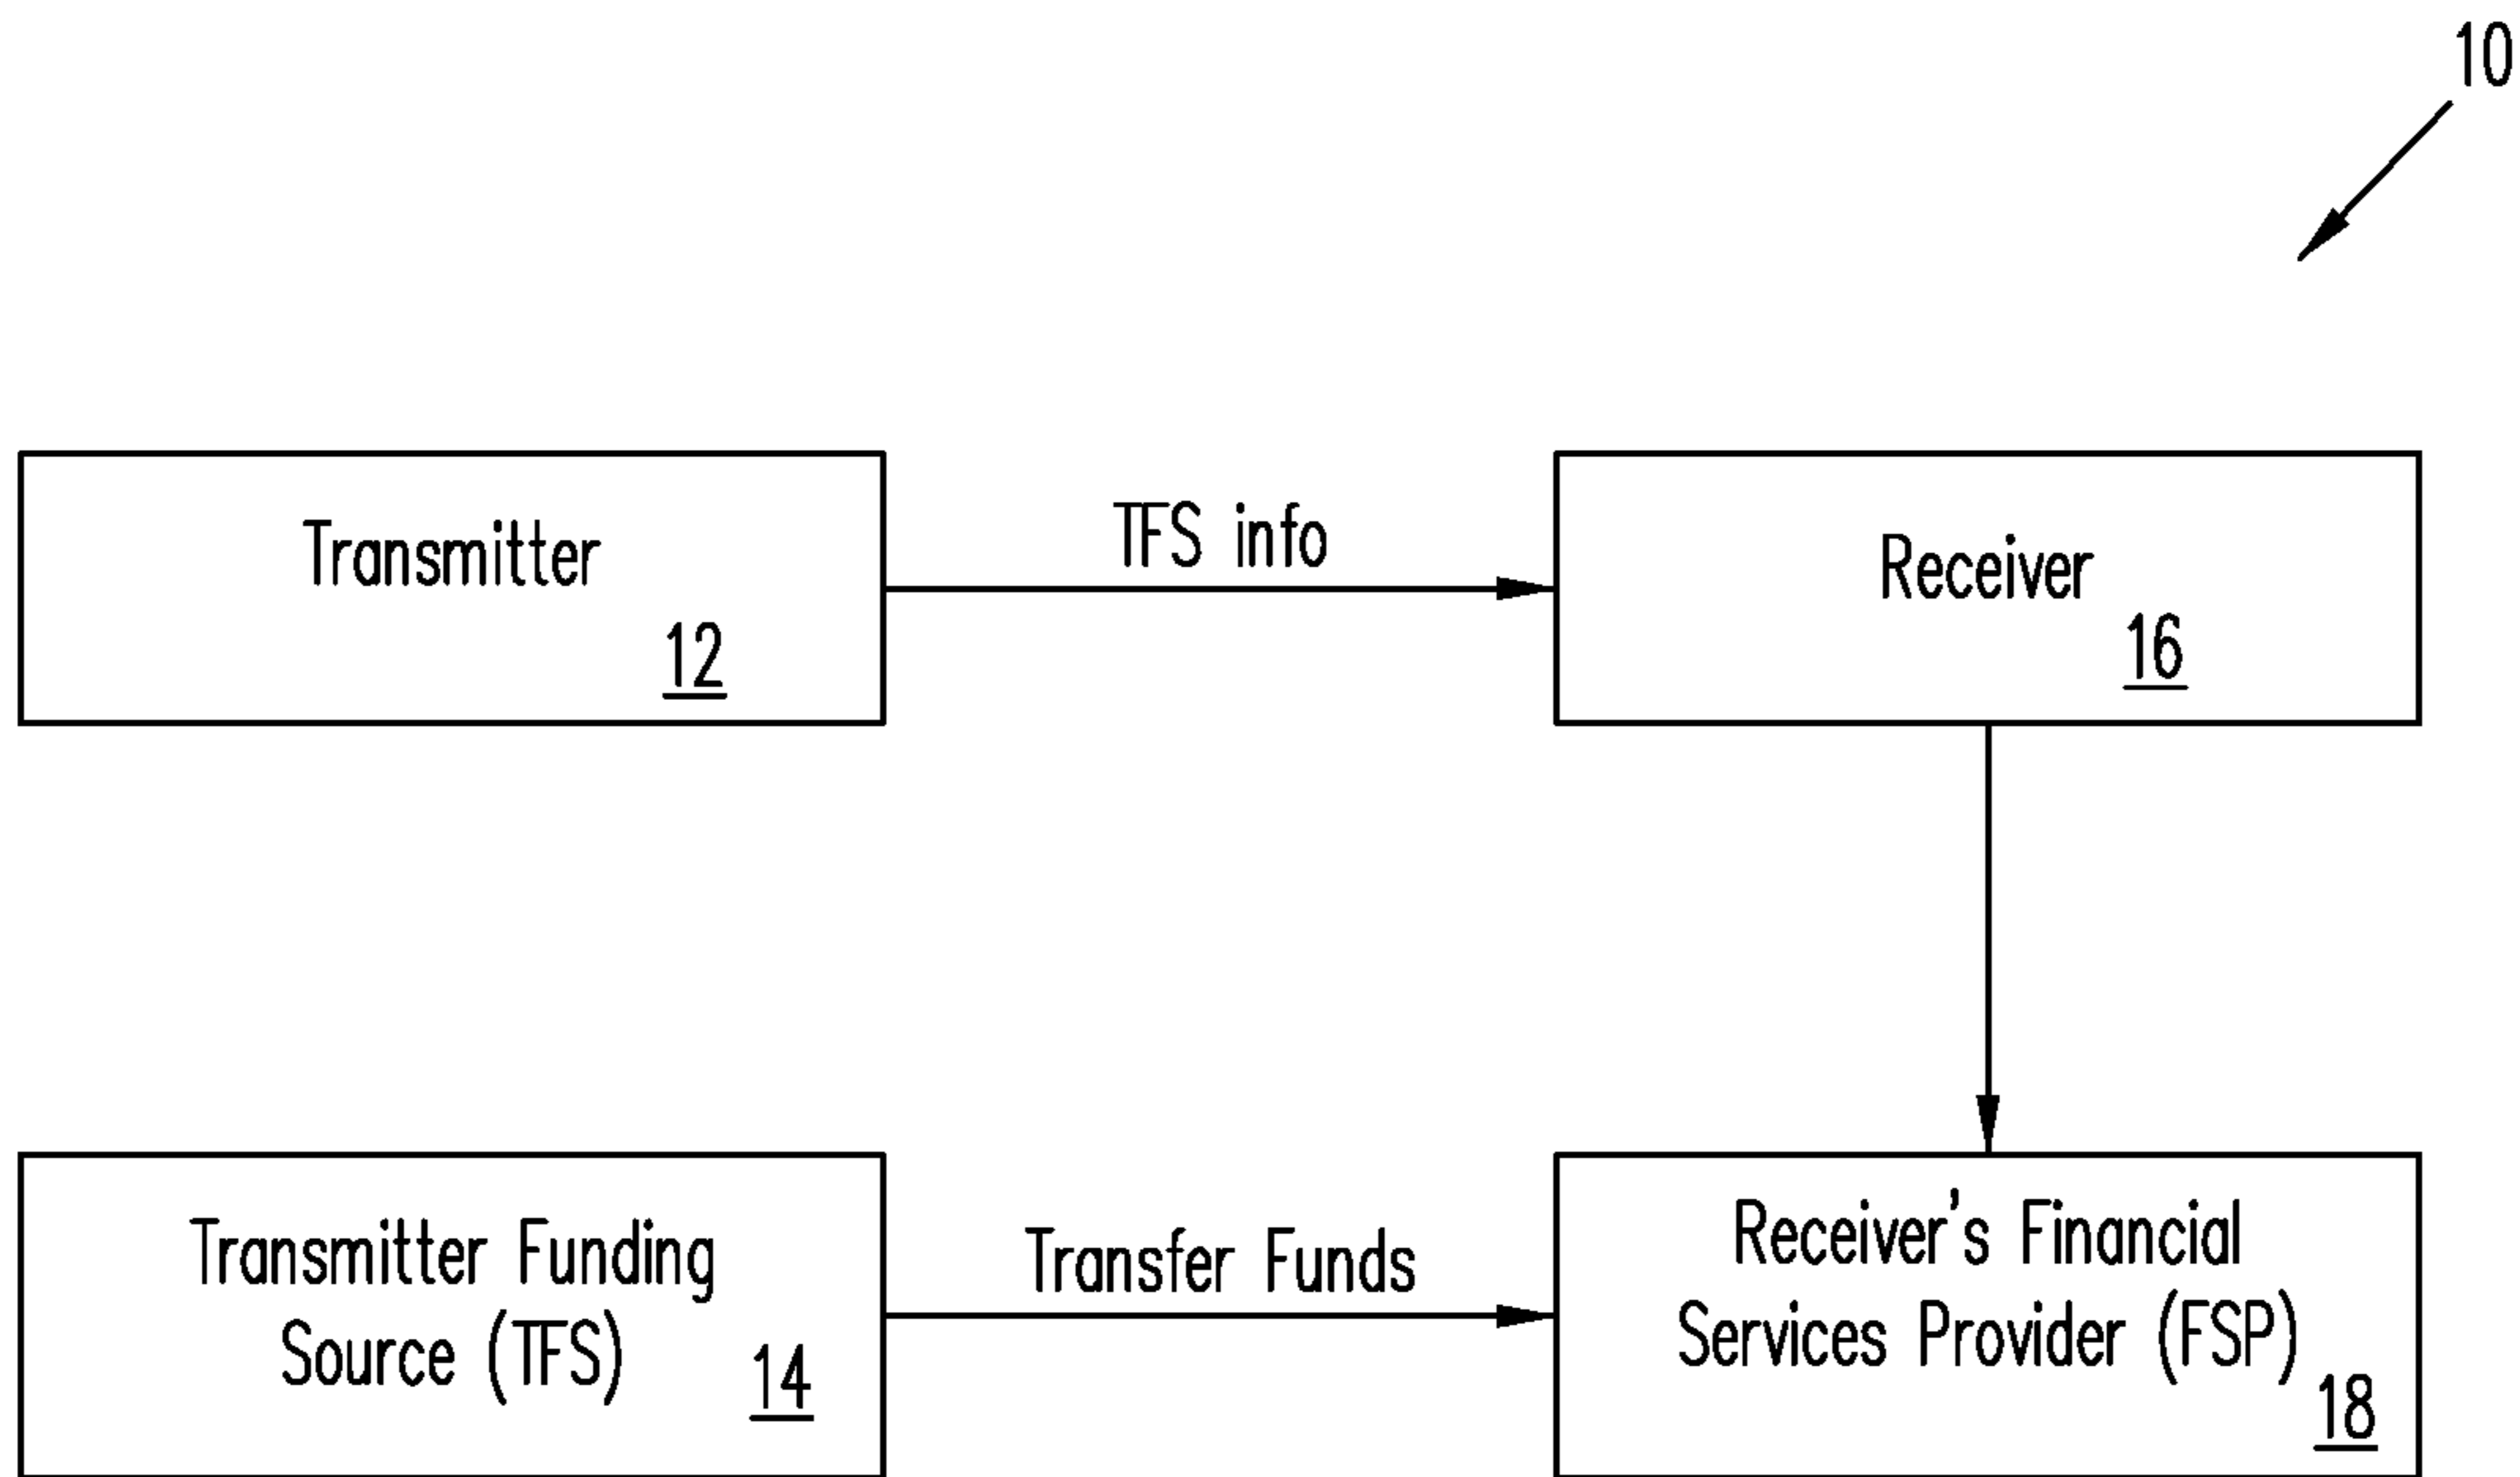 10
Transmitter
12
TFS info
Receiver
16
Transmitter Funding
Source (TFS)
14
Transfer Funds
Receiver's Financial
Services Provider (FSP)
18